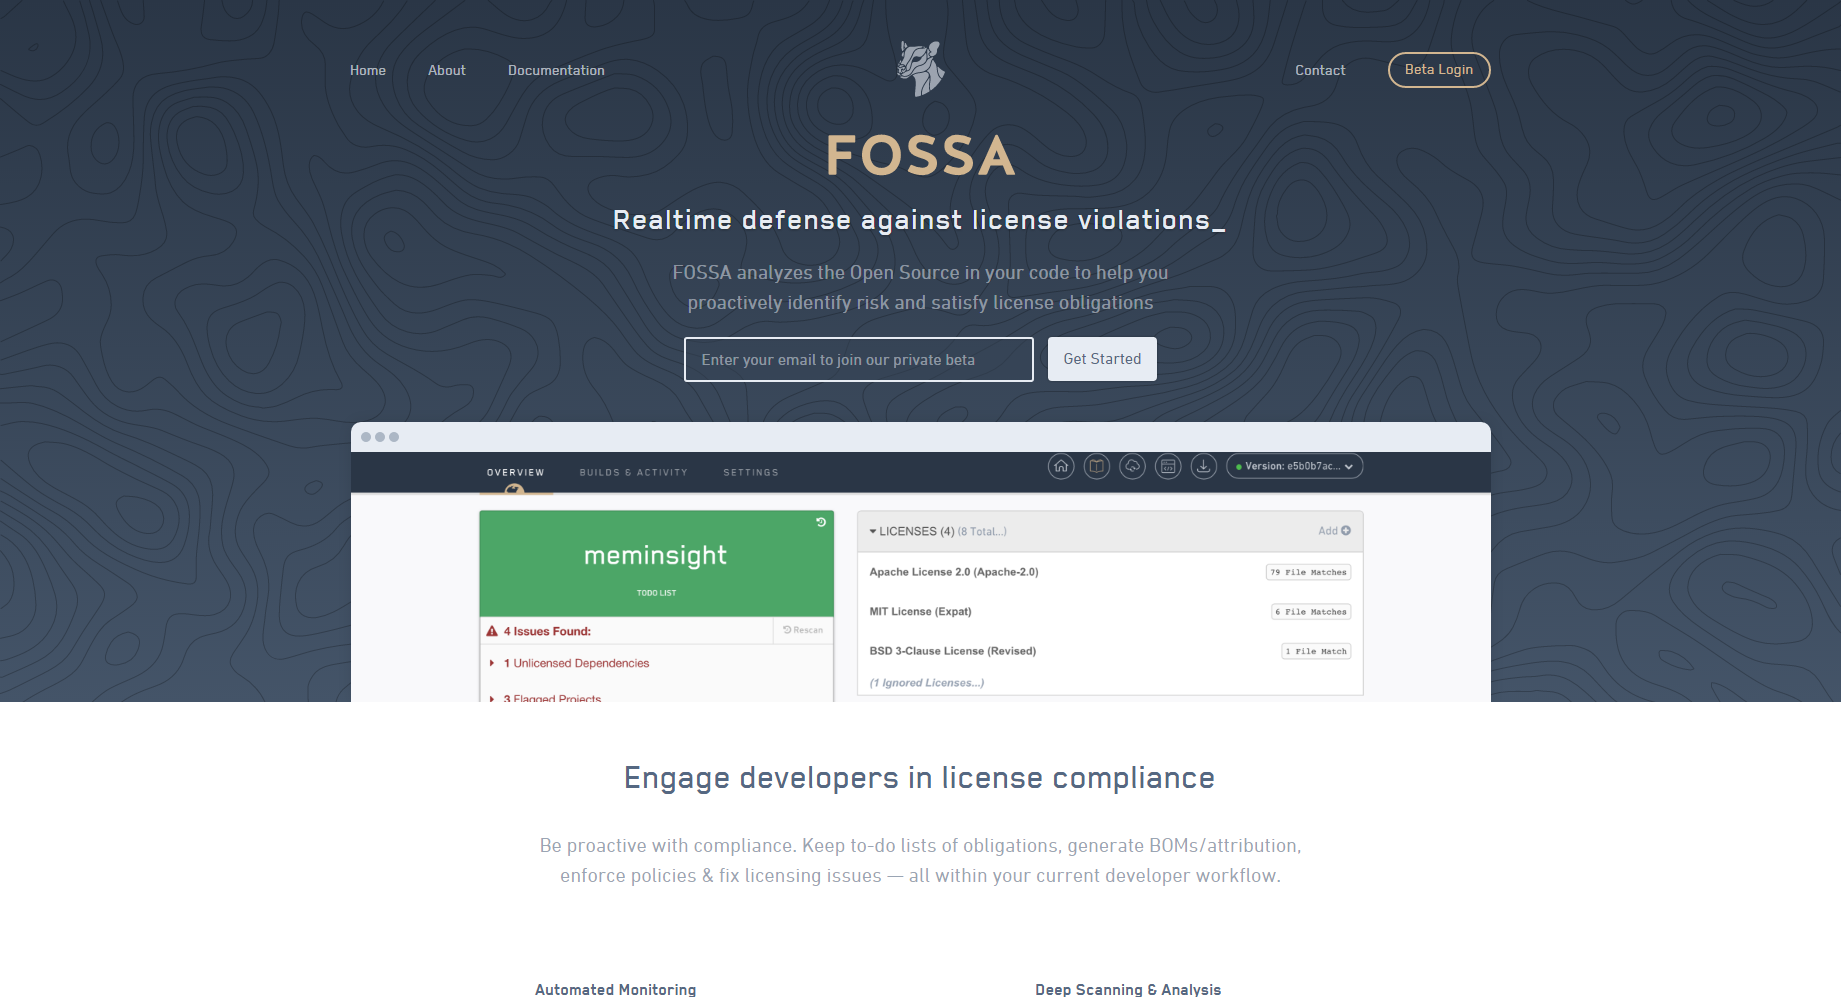 Home About Documentation Contact Beta Login
FOSSA
Realtime defense against license violations_
FOSSA analyzes the Open Source in your code to help you
proactively identify risk and satisfy license obligations
Enter your email to join our private beta Get Started
OVERVIEW BUILDS & ACTIVITY SETTINGS Version: e5b0b7ac...
meminsight
TODO LIST
4 Issues Found: Rescan
1 Unlicensed Dependencies
3 Flagged Projects
LICENSES (4) (8 Total...) Add
Apache License 2.0 (Apache-2.0) 79 File Matches
MIT License (Expat) 6 File Matches
BSD 3-Clause License (Revised) 1 File Match
(1 Ignored Licenses...)
Engage developers in license compliance
Be proactive with compliance. Keep to-do lists of obligations, generate BOMs/attribution,
enforce policies & fix licensing issues — all within your current developer workflow.
Automated Monitoring Deep Scanning & Analysis